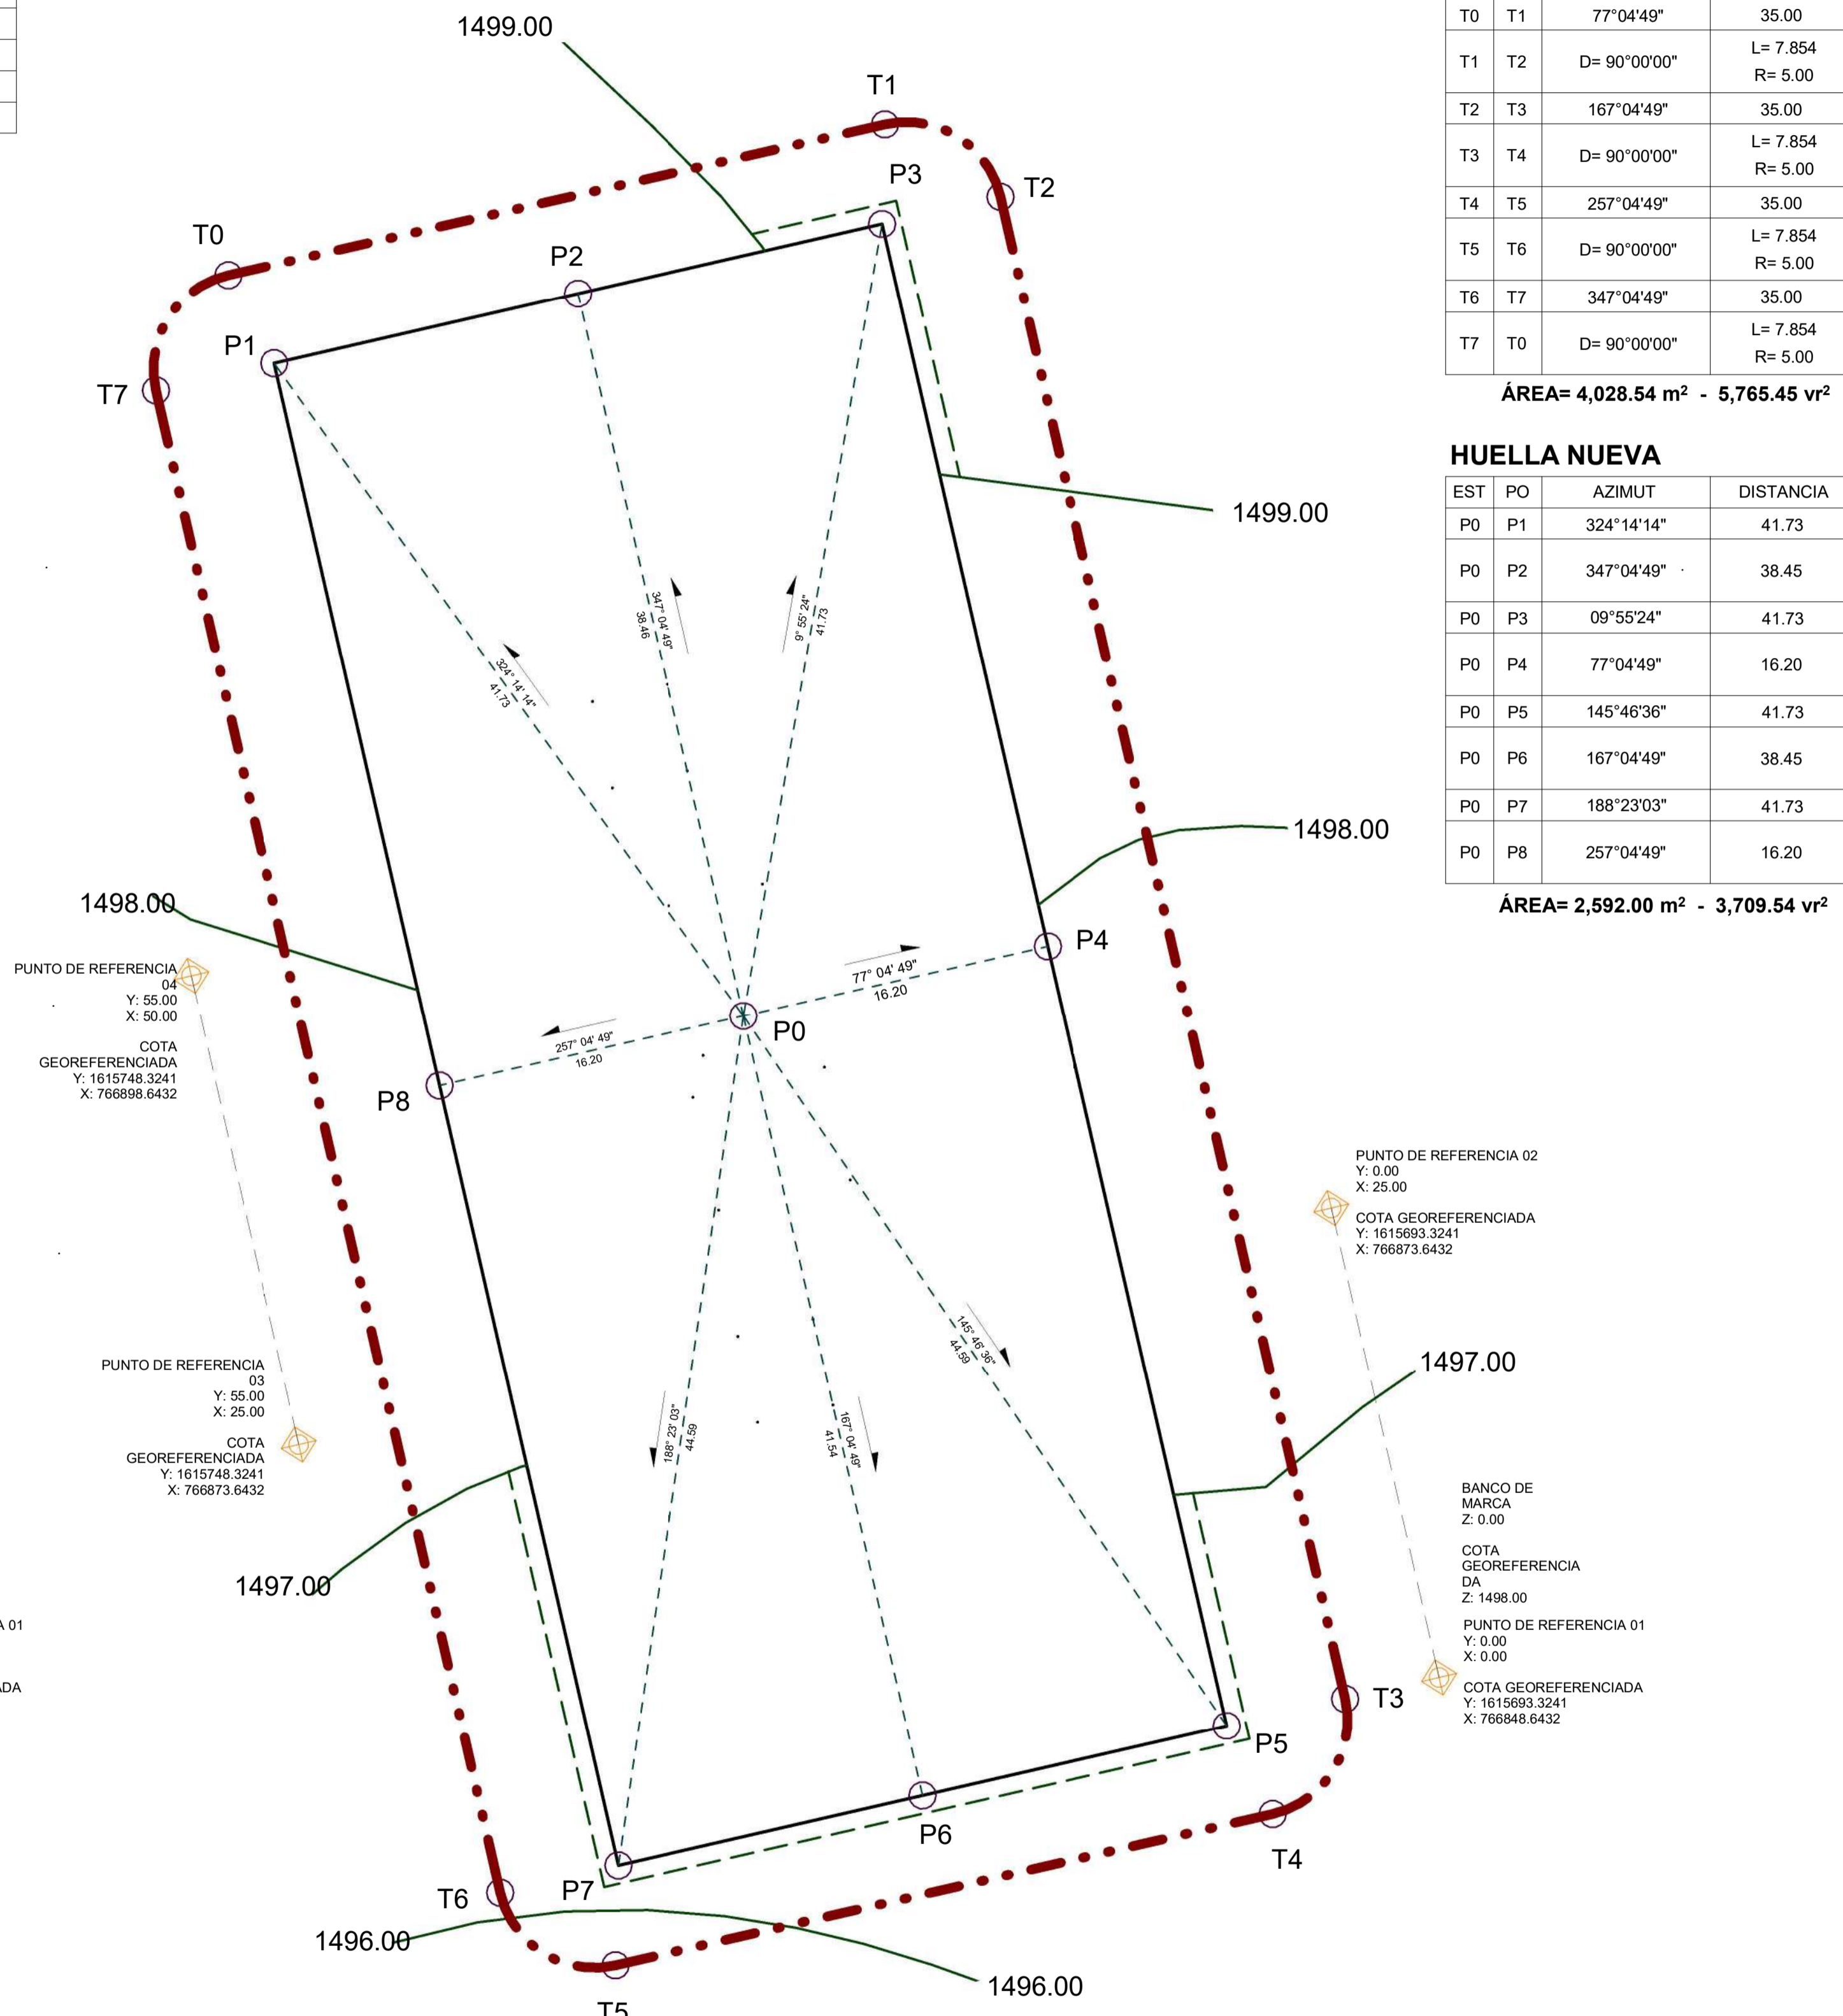 1499.00
T1
P3
T2
T0
P2
P1
T7
1499.00
347° 04' 49"
38.46
9° 55' 24"
41.73
324° 14' 14"
41.73
1498.00
1498.00
P4
77° 04' 49"
16.20
P0
257° 04' 49"
16.20
P8
PUNTO DE REFERENCIA
04
Y: 55.00
X: 50.00
COTA
GEOREFERENCIADA
Y: 1615748.3241
X: 766898.6432
PUNTO DE REFERENCIA 02
Y: 0.00
X: 25.00
COTA GEOREFERENCIADA
Y: 1615693.3241
X: 766873.6432
145° 46' 36"
44.59
1497.00
PUNTO DE REFERENCIA
03
Y: 55.00
X: 25.00
COTA
GEOREFERENCIADA
Y: 1615748.3241
X: 766873.6432
188° 23' 03"
44.59
167° 04' 49"
41.54
BANCO DE
MARCA
Z: 0.00
COTA
GEOREFERENCIA
DA
Z: 1498.00
PUNTO DE REFERENCIA 01
Y: 0.00
X: 0.00
COTA GEOREFERENCIADA
Y: 1615693.3241
X: 766848.6432
1497.00
A 01
ADA
T3
P5
P6
T4
P7
T6
1496.00
1496.00
T5
T0 T1 77°04'49" 35.00
T1 T2 D= 90°00'00" L= 7.854
R= 5.00
T2 T3 167°04'49" 35.00
T3 T4 D= 90°00'00" L= 7.854
R= 5.00
T4 T5 257°04'49" 35.00
T5 T6 D= 90°00'00" L= 7.854
R= 5.00
T6 T7 347°04'49" 35.00
T7 T0 D= 90°00'00" L= 7.854
R= 5.00
ÁREA= 4,028.54 m² - 5,765.45 vr²
HUELLA NUEVA
EST PO AZIMUT DISTANCIA
P0 P1 324°14'14" 41.73
P0 P2 347°04'49" 38.45
P0 P3 09°55'24" 41.73
P0 P4 77°04'49" 16.20
P0 P5 145°46'36" 41.73
P0 P6 167°04'49" 38.45
P0 P7 188°23'03" 41.73
P0 P8 257°04'49" 16.20
ÁREA= 2,592.00 m² - 3,709.54 vr²